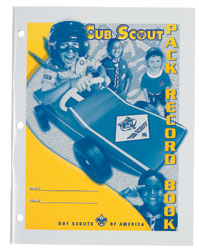 CUB SCOUT
PACK RECORD BOOK
BOY SCOUTS OF AMERICA